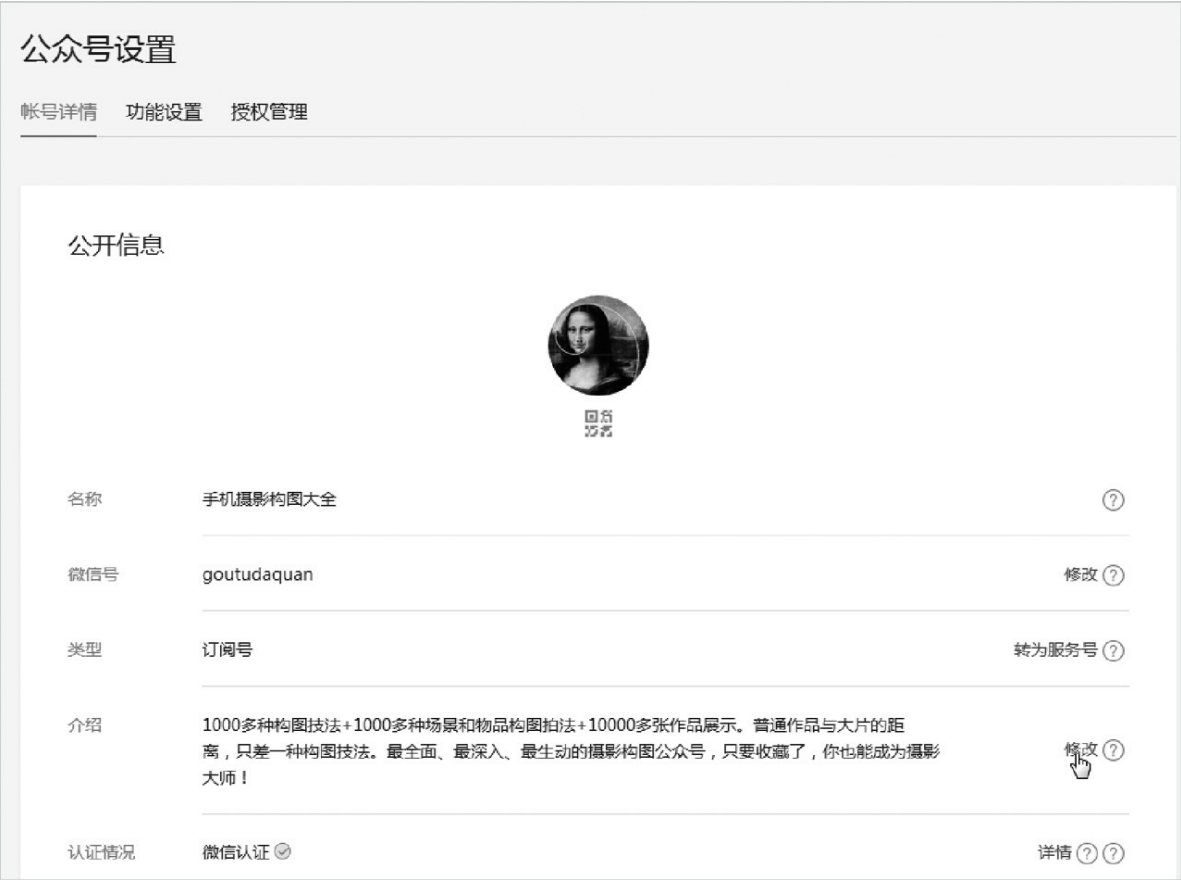 公众号设置
帐号详情 功能设置 授权管理
公开信息
名称 手机摄影构图大全 ?
微信号 goutudaquan 修改 ?
类型 订阅号 转为服务号 ?
介绍 1000多种构图技法+1000多种场景和物品构图拍法+10000多张作品展示。普通作品与大片的距
离，只差一种构图技法。最全面、最深入、最生动的摄影构图公众号，只要收藏了，你也能成为摄影 修改 ?
大师！
认证情况 微信认证 详情 ? ?